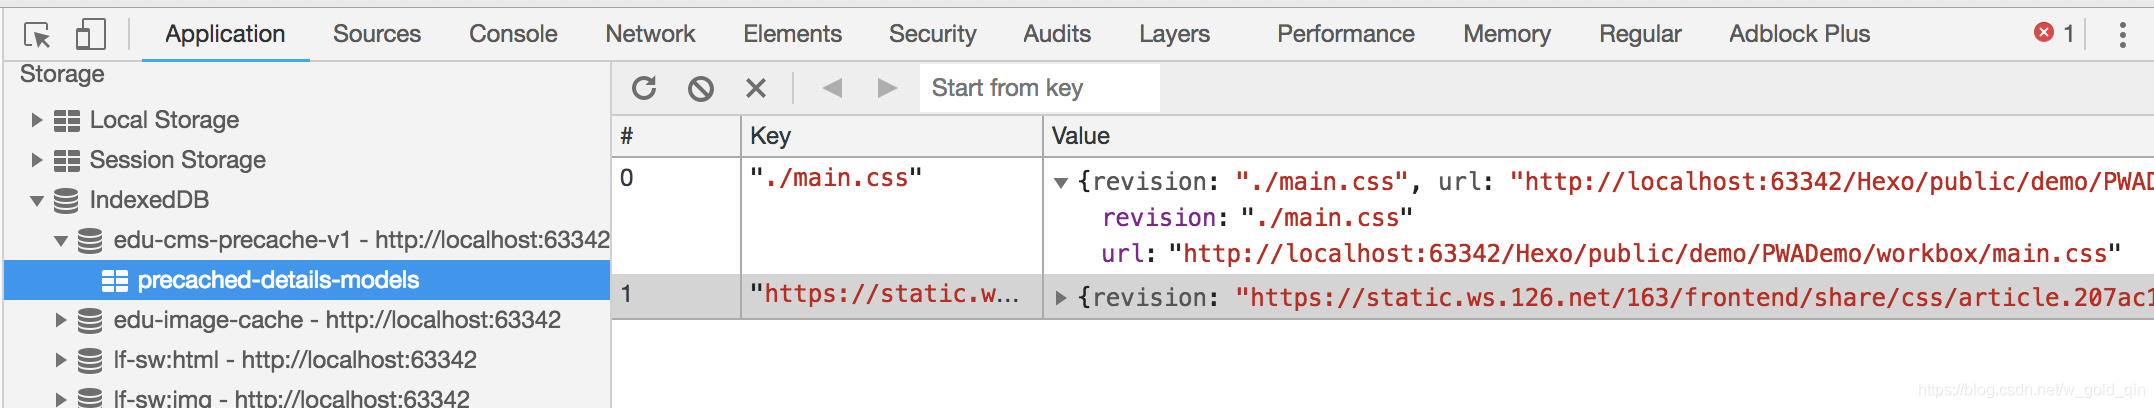 Application Sources Console Network Elements Security Audits Layers Performance Memory Regular Adblock Plus 1
Storage
Local Storage
Session Storage
IndexedDB
edu-cms-precache-v1 - http://localhost:63342
precached-details-models
edu-image-cache - http://localhost:63342
lf-sw:html - http://localhost:63342
lf-sw:img - http://localhost:63342
Start from key
# Key Value
0 "./main.css" {revision: "./main.css", url: "http://localhost:63342/Hexo/public/demo/PWAD
revision: "./main.css"
url: "http://localhost:63342/Hexo/public/demo/PWADemo/workbox/main.css"
1 "https://static.w... {revision: "https://static.ws.126.net/163/frontend/share/css/article.207ac1
https://blog.csdn.net/w_gold_qin